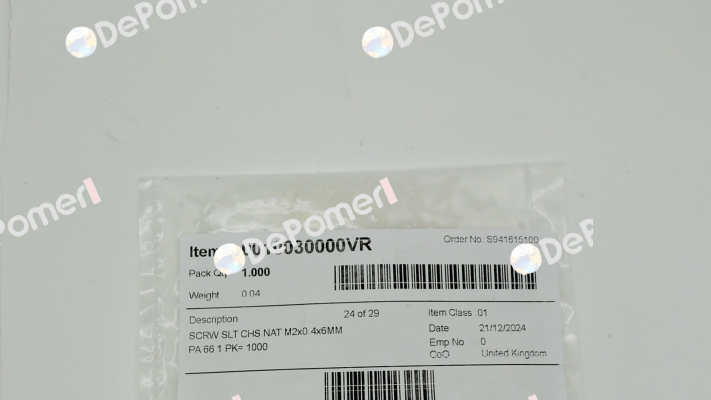 DePomerl
DePomerl
DePomerl
DePomerl
DePomerl
Order No S941615100
Pack
1.000
Weight 0.04
Description 24 of 29 Item Class 01
SCRW SLT CHS NAT M2x0 4x6MM
Date 21/12/2024
PA 66 1 PK= 1000
Emp No 0
CoO United Kingdom